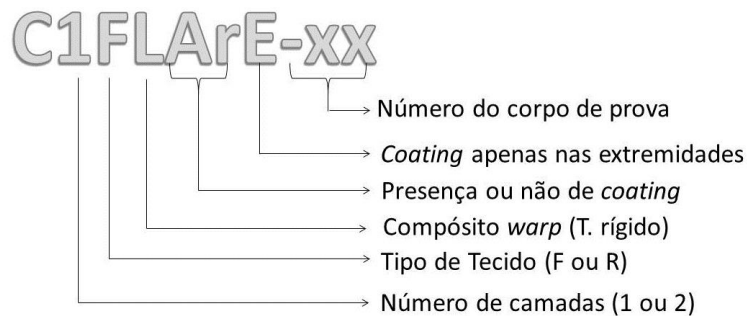 C1FLArE-xx
Número do corpo de prova
Coating apenas nas extremidades
Presença ou não de coating
Compósito warp (T. rígido)
Tipo de Tecido (F ou R)
Número de camadas (1 ou 2)